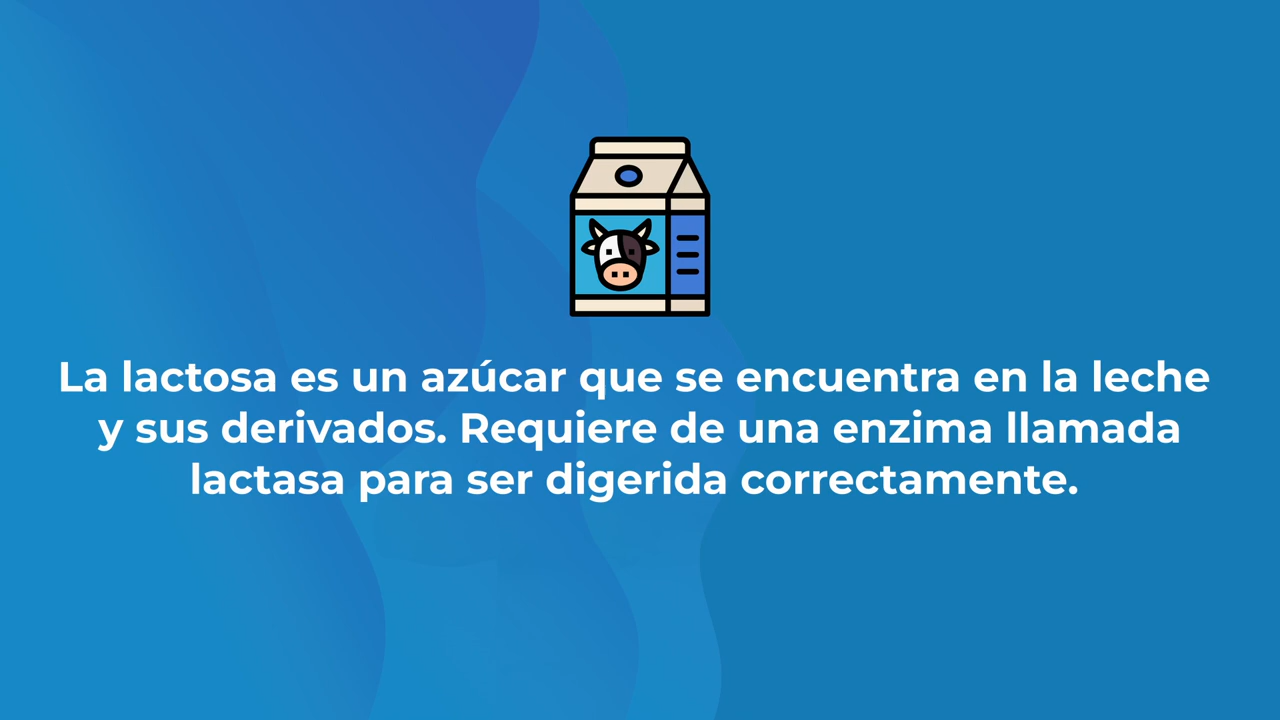 La lactosa es un azúcar que se encuentra en la leche
y sus derivados. Requiere de una enzima llamada
lactasa para ser digerida correctamente.